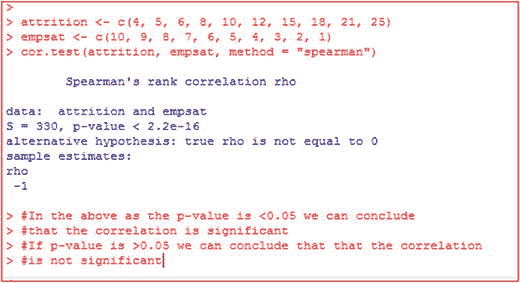 >
> attrition <- c(4, 5, 6, 8, 10, 12, 15, 18, 21, 25)
> empsat <- c(10, 9, 8, 7, 6, 5, 4, 3, 2, 1)
> cor.test(attrition, empsat, method = "spearman")
Spearman's rank correlation rho
data:  attrition and empsat
S = 330, p-value < 2.2e-16
alternative hypothesis: true rho is not equal to 0
sample estimates:
rho
-1
> #In the above as the p-value is <0.05 we can conclude
> #that the correlation is significant
> #If p-value is >0.05 we can conclude that that the correlation
> #is not significant